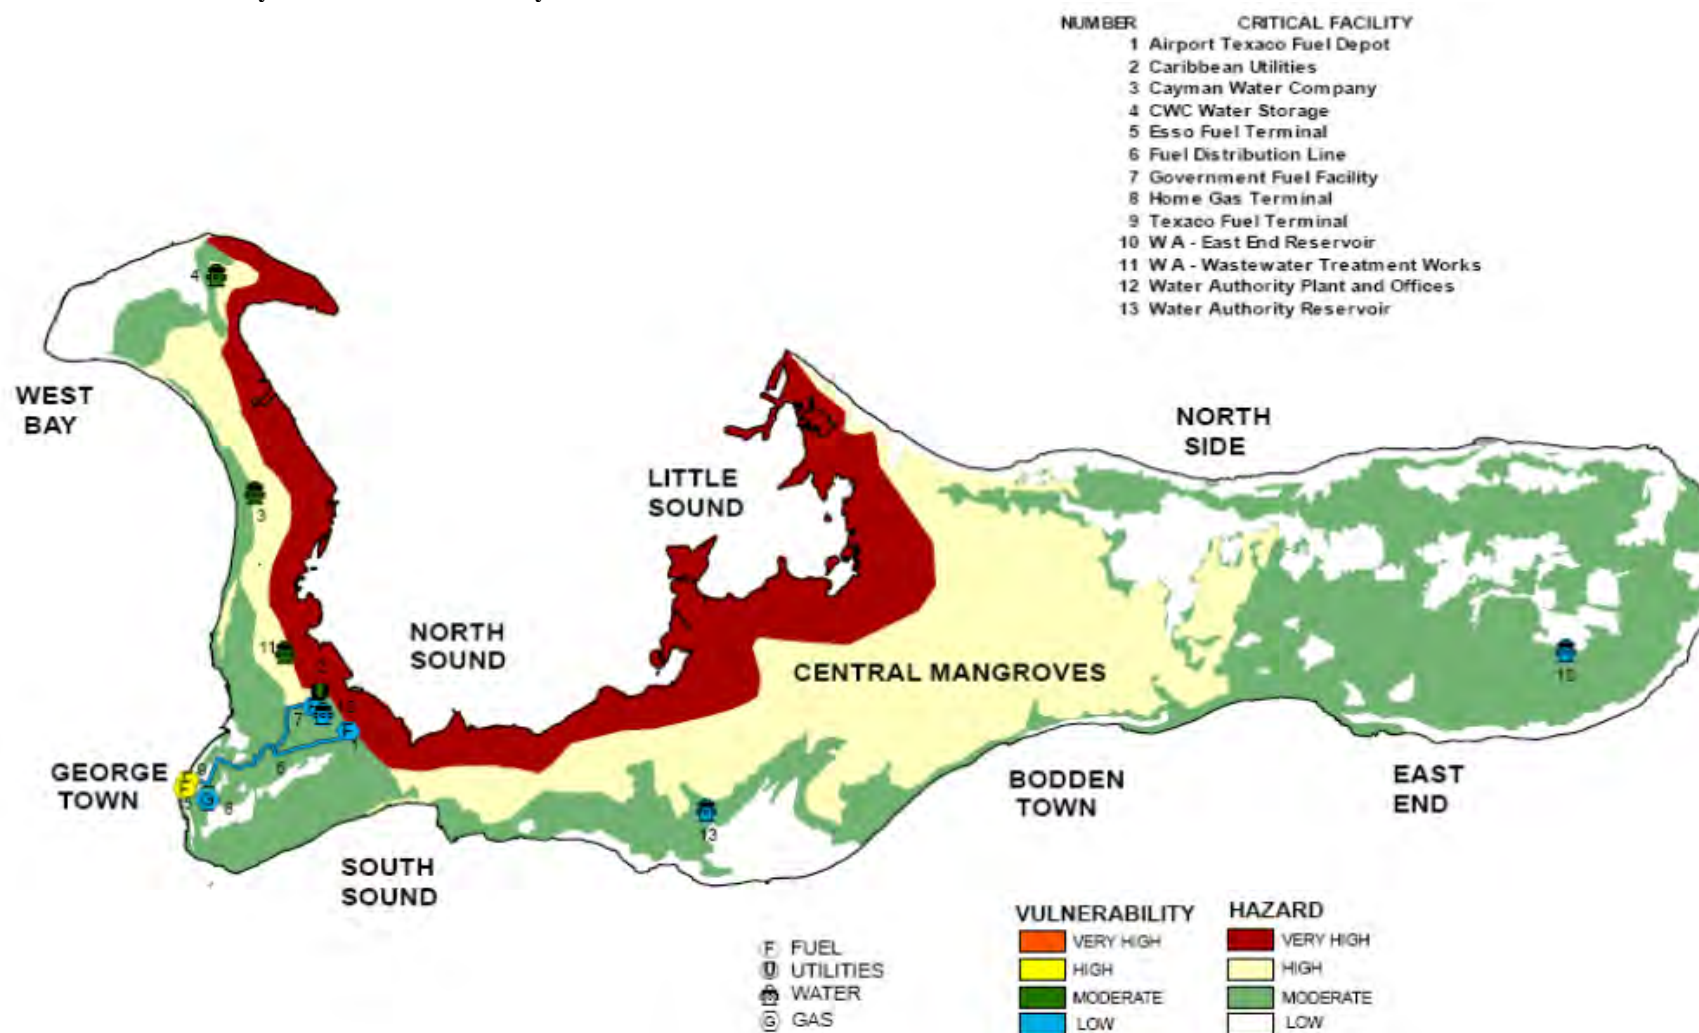 NUMBER CRITICAL FACILITY
1 Airport Texaco Fuel Depot
2 Caribbean Utilities
3 Cayman Water Company
4 CWC Water Storage
5 Esso Fuel Terminal
6 Fuel Distribution Line
7 Government Fuel Facility
8 Home Gas Terminal
9 Texaco Fuel Terminal
10 WA - East End Reservoir
11 WA - Wastewater Treatment Works
12 Water Authority Plant and Offices
13 Water Authority Reservoir
4
WEST
BAY
NORTH
SIDE
LITTLE
SOUND
3
NORTH
SOUND
11
CENTRAL MANGROVES
10
7
F
1
6
GEORGE
TOWN
9
F
G
8
BODDEN
TOWN
EAST
END
13
SOUTH
SOUND
VULNERABILITY HAZARD
VERY HIGH VERY HIGH
HIGH HIGH
MODERATE MODERATE
LOW LOW
F FUEL
U UTILITIES
WATER
G GAS